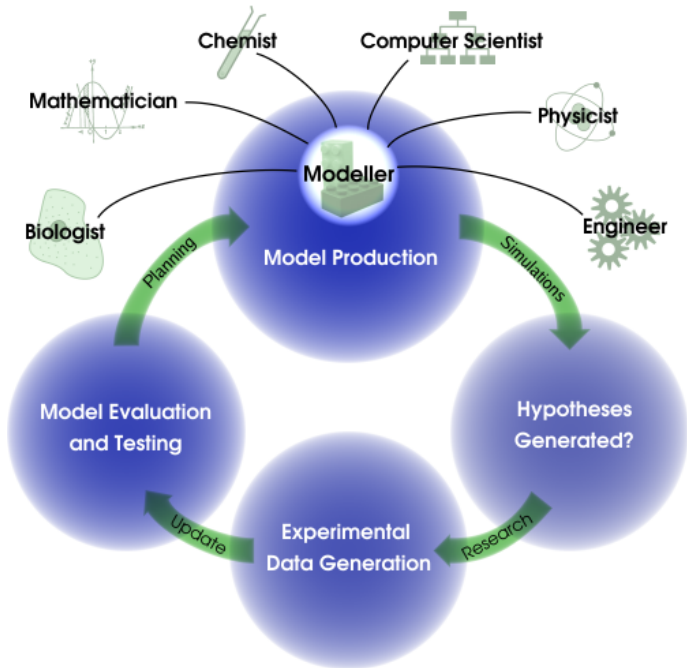 Chemist
Computer Scientist
Mathematician
Physicist
Modeller
Biologist
Engineer
Model Production
Planning
Simulations
Model Evaluation
and Testing
Hypotheses
Generated?
Experimental
Data Generation
Update
Research